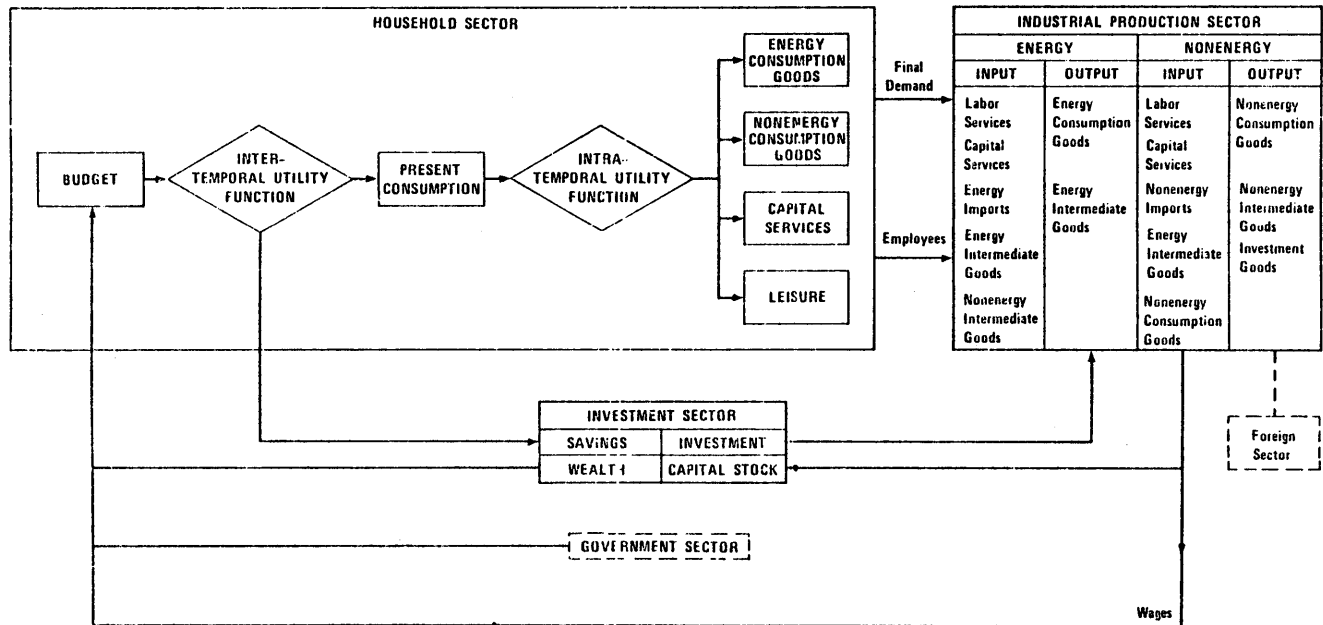 HOUSEHOLD SECTOR
BUDGET
INTER-
TEMPORAL UTILITY
FUNCTION
PRESENT
CONSUMPTION
INTRA-
TEMPORAL UTILITY
FUNCTION
ENERGY
CONSUMPTION
GOODS
NONENERGY
CONSUMPTION
GOODS
CAPITAL
SERVICES
LEISURE
Final
Demand
Employees
INDUSTRIAL PRODUCTION SECTOR
ENERGY
NONENERGY
INPUT
OUTPUT
INPUT
OUTPUT
Labor
Services
Capital
Services
Energy
Imports
Energy
Intermediate
Goods
Nonenergy
Intermediate
Goods
Energy
Consumption
Goods
Energy
Intermediate
Goods
Labor
Services
Capital
Services
Nonenergy
Imports
Energy
Intermediate
Goods
Nonenergy
Consumption
Goods
Nonenergy
Consumption
Goods
Nonenergy
Intermediate
Goods
Investment
Goods
INVESTMENT SECTOR
SAVINGS
INVESTMENT
WEALTH
CAPITAL STOCK
Foreign
Sector
GOVERNMENT SECTOR
Wages